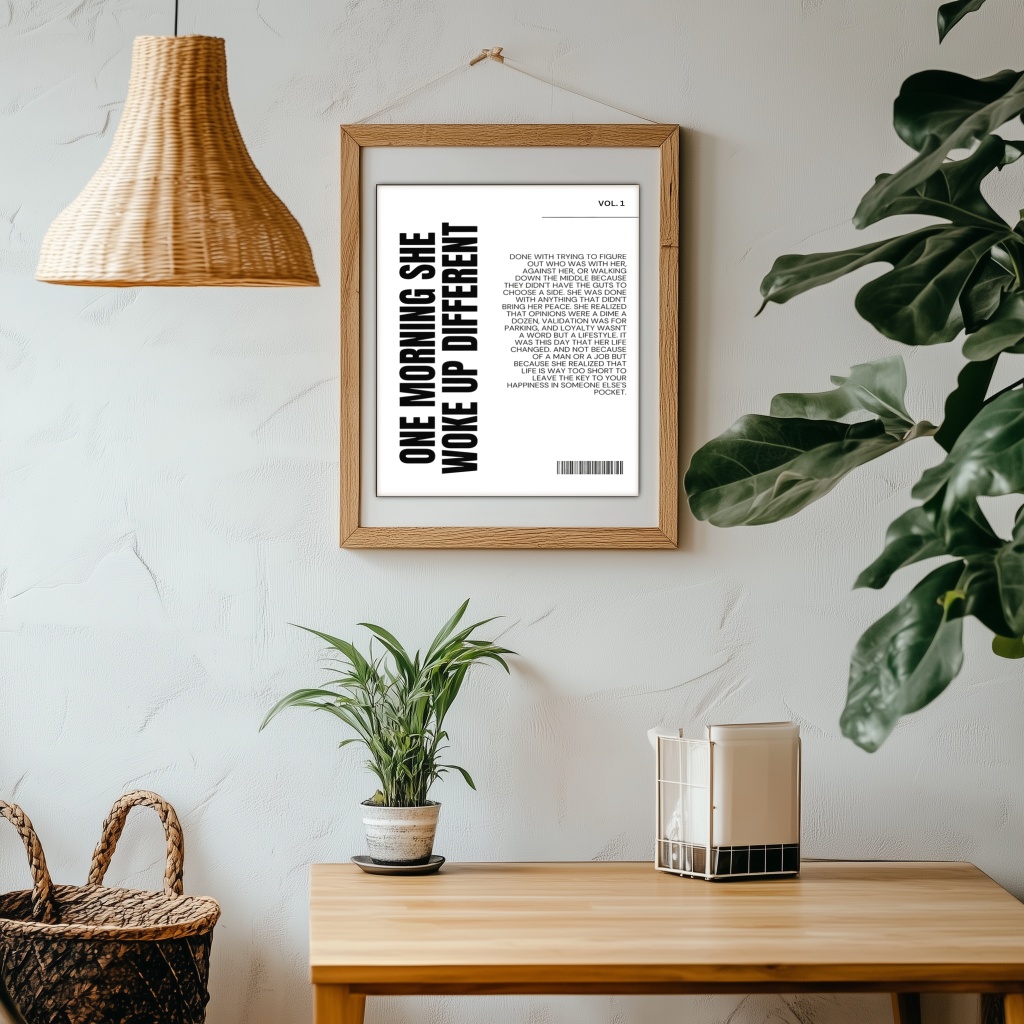 VOL. 1
ONE MORNING SHE
WOKE UP DIFFERENT
DONE WITH TRYING TO FIGURE
OUT WHO WAS WITH HER,
AGAINST HER, OR WALKING
DOWN THE MIDDLE BECAUSE
THEY DIDN'T HAVE THE GUTS TO
CHOOSE A SIDE. SHE WAS DONE
WITH ANYTHING THAT DIDN'T
BRING HER PEACE. SHE REALIZED
THAT OPINIONS WERE A DIME A
DOZEN, VALIDATION WAS FOR
PARKING, AND LOYALTY WASN'T
A WORD BUT A LIFESTYLE. IT
WAS THIS DAY THAT HER LIFE
CHANGED. AND NOT BECAUSE
OF A MAN OR A JOB BUT
BECAUSE SHE REALIZED THAT
LIFE IS WAY TOO SHORT TO
LEAVE THE KEY TO YOUR
HAPPINESS IN SOMEONE ELSE'S
POCKET.